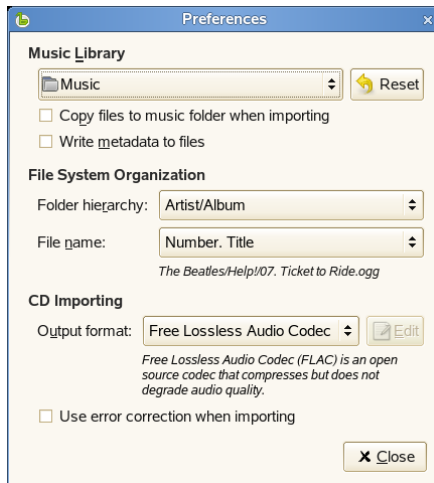 Preferences
Music Library
Music
Reset
Copy files to music folder when importing
Write metadata to files
File System Organization
Folder hierarchy: Artist/Album
File name: Number. Title
The Beatles/Help!/07. Ticket to Ride.ogg
CD Importing
Output format: Free Lossless Audio Codec Edit
Free Lossless Audio Codec (FLAC) is an open
source codec that compresses but does not
degrade audio quality.
Use error correction when importing
Close